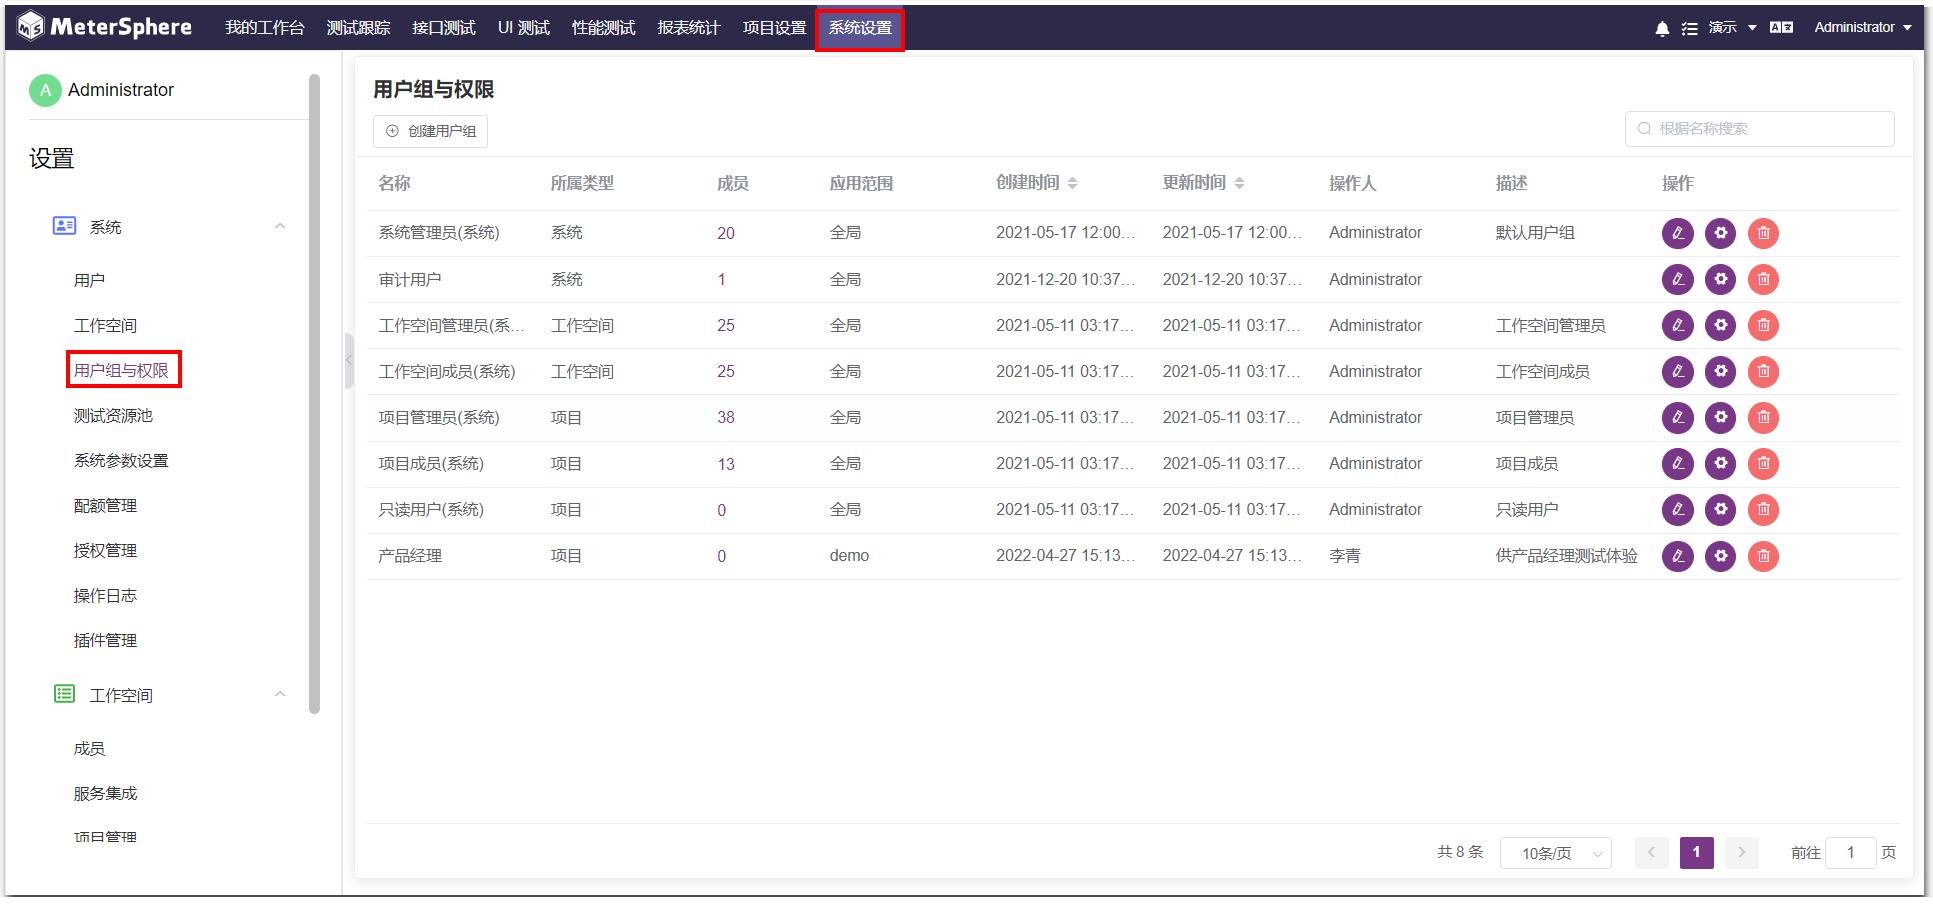 MeterSphere 我的工作台 测试跟踪 接口测试 UI 测试 性能测试 报表统计 项目设置 系统设置 演示 Administrator
A Administrator
设置
系统
用户
工作空间
用户组与权限
测试资源池
系统参数设置
配额管理
授权管理
操作日志
插件管理
工作空间
成员
服务集成
项目管理
用户组与权限
创建用户组
根据名称搜索
名称 所属类型 成员 应用范围 创建时间 更新时间 操作人 描述 操作
系统管理员(系统) 系统 20 全局 2021-05-17 12:00... 2021-05-17 12:00... Administrator 默认用户组
审计用户 系统 1 全局 2021-12-20 10:37... 2021-12-20 10:37... Administrator
工作空间管理员(系... 工作空间 25 全局 2021-05-11 03:17... 2021-05-11 03:17... Administrator 工作空间管理员
工作空间成员(系统) 工作空间 25 全局 2021-05-11 03:17... 2021-05-11 03:17... Administrator 工作空间成员
项目管理员(系统) 项目 38 全局 2021-05-11 03:17... 2021-05-11 03:17... Administrator 项目管理员
项目成员(系统) 项目 13 全局 2021-05-11 03:17... 2021-05-11 03:17... Administrator 项目成员
只读用户(系统) 项目 0 全局 2021-05-11 03:17... 2021-05-11 03:17... Administrator 只读用户
产品经理 项目 0 demo 2022-04-27 15:13... 2022-04-27 15:13... 李青 供产品经理测试体验
共 8 条 10条/页 1 前往 1 页